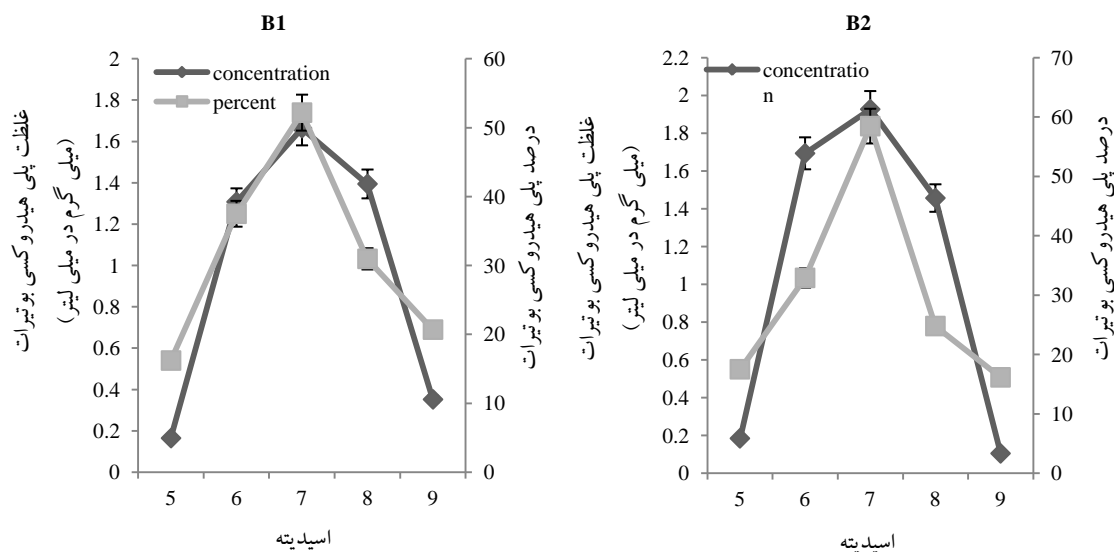 B1
concentration
percent
2
1.8
1.6
1.4
1.2
1
0.8
0.6
0.4
0.2
0
60
50
40
30
20
10
0
5 6 7 8 9
اسیدیته
غلظت پلی هیدروکسی بوتیرات
(میلی گرم در میلی لیتر)
درصد پلی هیدروکسی بوتیرات
B2
concentratio
n
2.2
2
1.8
1.6
1.4
1.2
1
0.8
0.6
0.4
0.2
0
70
60
50
40
30
20
10
0
5 6 7 8 9
اسیدیته
غلظت پلی هیدروکسی بوتیرات
(میلی گرم در میلی لیتر)
درصد پلی هیدروکسی بوتیرات